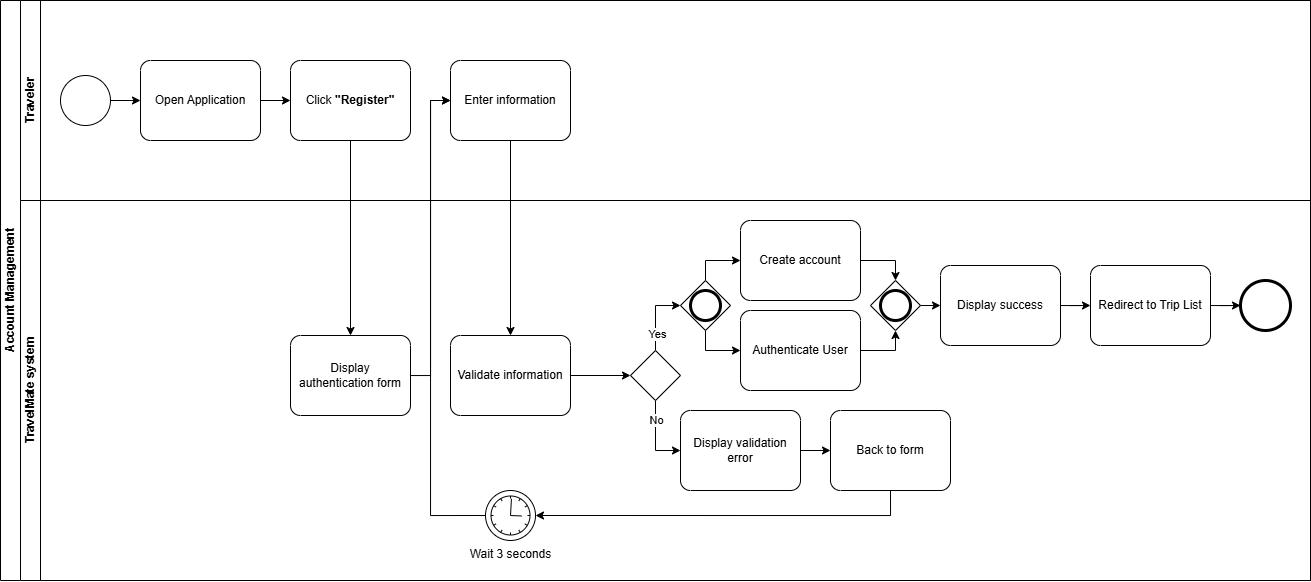 Account Management
Traveler
Open Application
Click "Register"
Enter information
TravelMate system
Display
authentication form
Validate information
Yes
No
Create account
Authenticate User
Display success
Redirect to Trip List
Display validation
error
Back to form
Wait 3 seconds